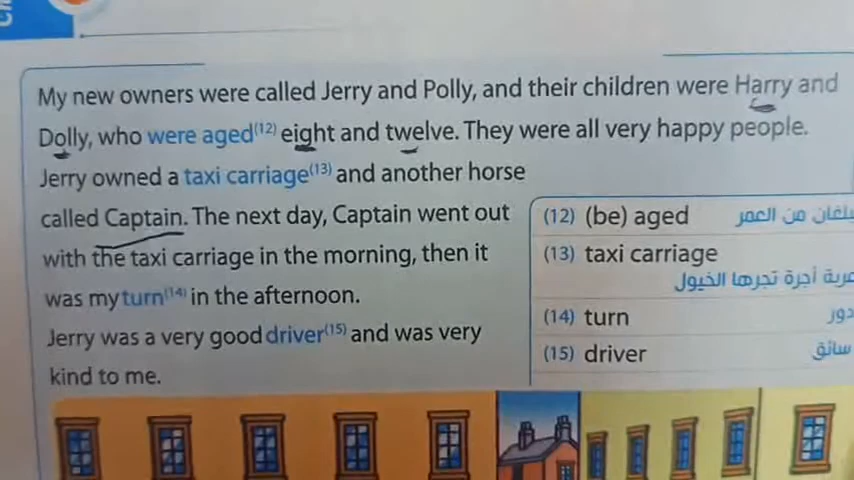 My new owners were called Jerry and Polly, and their children were Harry and
Dolly, who were aged(12) eight and twelve. They were all very happy people.
Jerry owned a taxi carriage(13) and another horse
called Captain. The next day, Captain went out
with the taxi carriage in the morning, then it
was my turn(14) in the afternoon.
Jerry was a very good driver(15) and was very
kind to me.
(12) (be) aged من العمر
(13) taxi carriage
عربة أجرة تجرها الخيول
(14) turn دور
(15) driver سائق